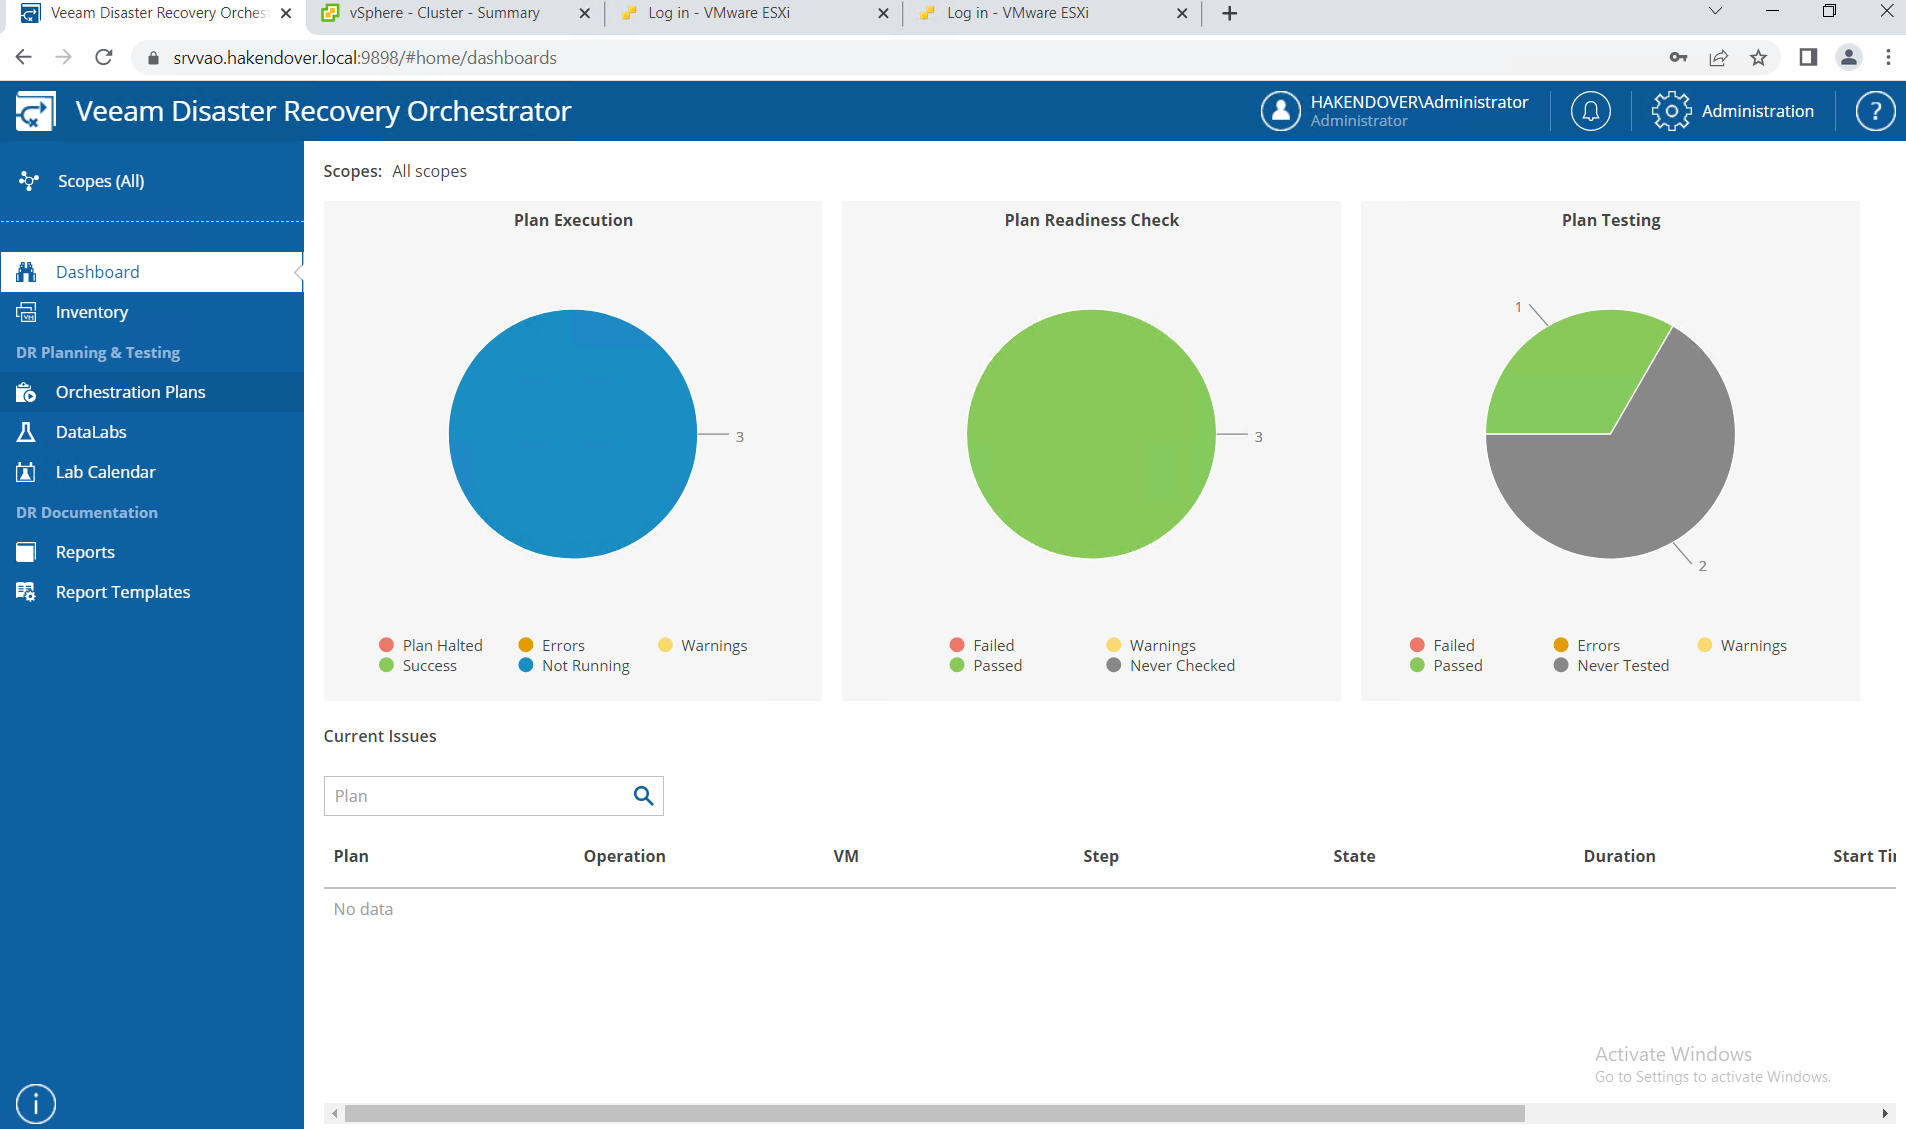 Veeam Disaster Recovery Orches
vSphere - Cluster - Summary
Log in - VMware ESXi
Log in - VMware ESXi
srvvao.hakendover.local:9898/#home/dashboards
Veeam Disaster Recovery Orchestrator
HAKENDOVER\Administrator
Administrator
Administration
?
Scopes (All)
Dashboard
Inventory
DR Planning & Testing
Orchestration Plans
DataLabs
Lab Calendar
DR Documentation
Reports
Report Templates
Scopes: All scopes
Plan Execution
3
Plan Halted
Errors
Warnings
Success
Not Running
Plan Readiness Check
3
Failed
Warnings
Passed
Never Checked
Plan Testing
1
2
Failed
Errors
Warnings
Passed
Never Tested
Current Issues
Plan
Plan Operation VM Step State Duration Start Ti
No data
Activate Windows
Go to Settings to activate Windows.